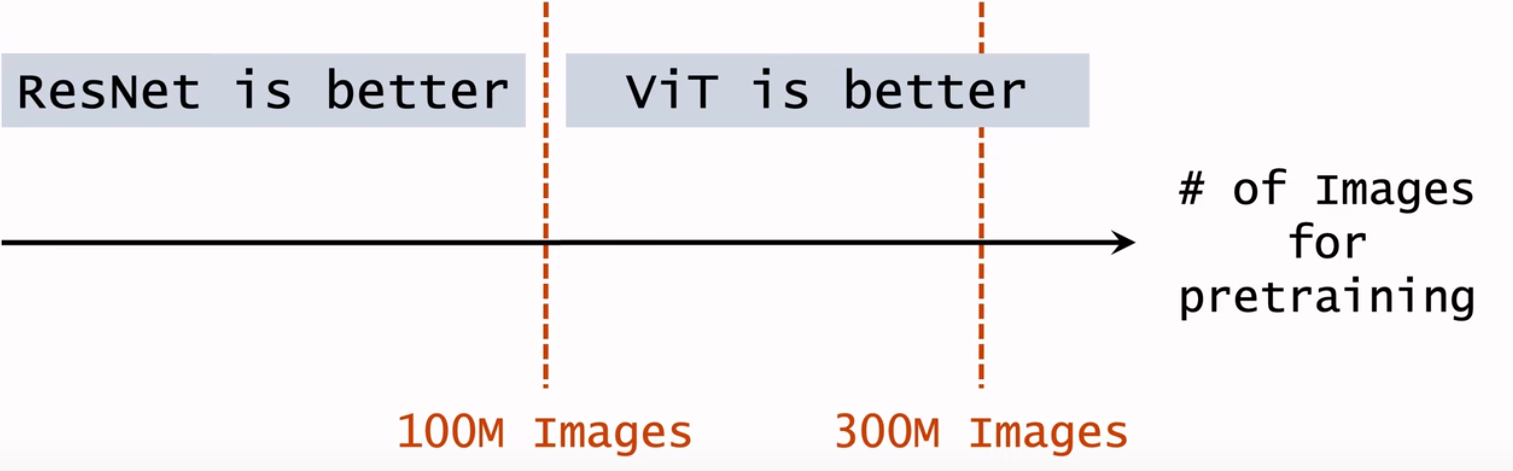 ResNet is better
ViT is better
# of Images
for
pretraining
100M Images
300M Images